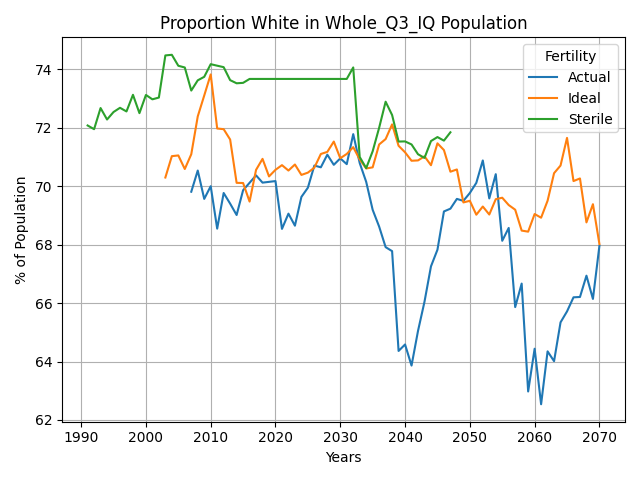 Proportion White in Whole_Q3_IQ Population
Fertility
Actual
Ideal
Sterile
% of Population
74
72
70
68
66
64
62
1990
2000
2010
2020
2030
2040
2050
2060
2070
Years